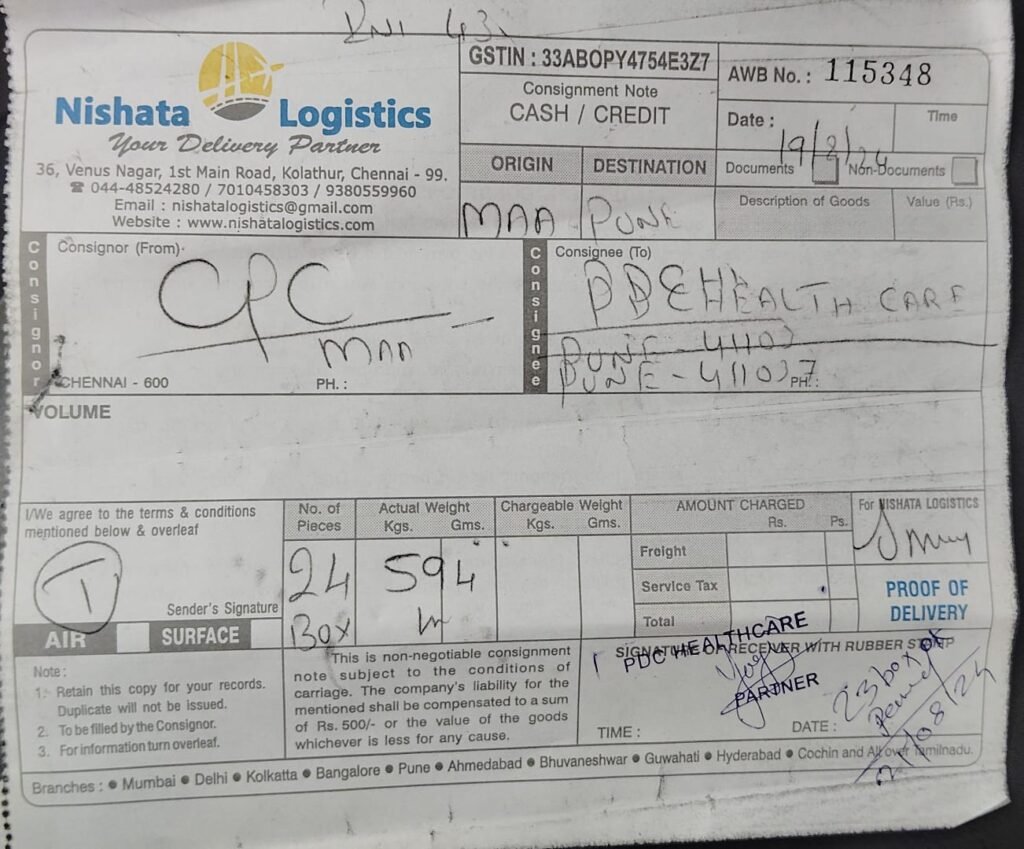 Nishata Logistics
Your Delivery Partner
36, Venus Nagar, 1st Main Road, Kolathur, Chennai - 99.
☎ 044-48524280 / 7010458303 / 9380559960
Email : nishatalogistics@gmail.com
Website : www.nishatalogistics.com
GSTIN : 33ABOPY4754E3Z7
Consignment Note
CASH / CREDIT
ORIGIN
DESTINATION
MAA
PUNE
AWB No. : 115348
Date :
Time
19/8/24
Documents
Non-Documents
Description of Goods
Value (Rs.)
Consignor
Consignor (From)
CPC
MAA
CHENNAI - 600
PH. :
Consignee
Consignee (To)
HEALTH CARE
PUNE - 41103
PUNE - 411037
PH. :
VOLUME
I/We agree to the terms & conditions
mentioned below & overleaf
T
Sender's Signature
AIR
SURFACE
No. of
Pieces
24
Box
Actual Weight
Kgs. Gms.
594
Chargeable Weight
Kgs. Gms.
AMOUNT CHARGED
Rs. Ps.
Freight
Service Tax
Total
For NISHATA LOGISTICS
PROOF OF
DELIVERY
Note :
1. Retain this copy for your records.
Duplicate will not be issued.
2. To be filled by the Consignor.
3. For information turn overleaf.
This is non-negotiable consignment
note subject to the conditions of
carriage. The company's liability for the
mentioned shall be compensated to a sum
of Rs. 500/- or the value of the goods
whichever is less for any cause.
SIGNATURE OF RECEIVER WITH RUBBER STAMP
PDC HEALTHCARE
PARTNER
23 box
21/08/24
TIME :
DATE :
Branches : ● Mumbai ● Delhi ● Kolkatta ● Bangalore ● Pune ● Ahmedabad ● Bhuvaneshwar ● Guwahati ● Hyderabad ● Cochin and All over Tamilnadu.